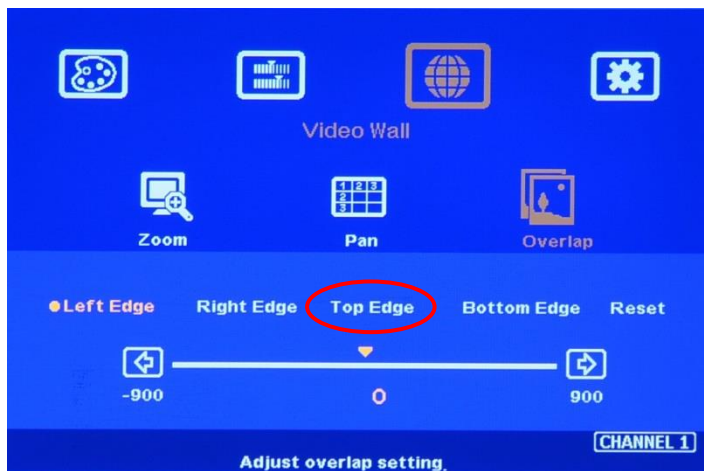 Video Wall
1 2 3
2
3
Zoom Pan Overlap
Left Edge Right Edge Top Edge Bottom Edge Reset
-900 0 900
CHANNEL 1
Adjust overlap setting.